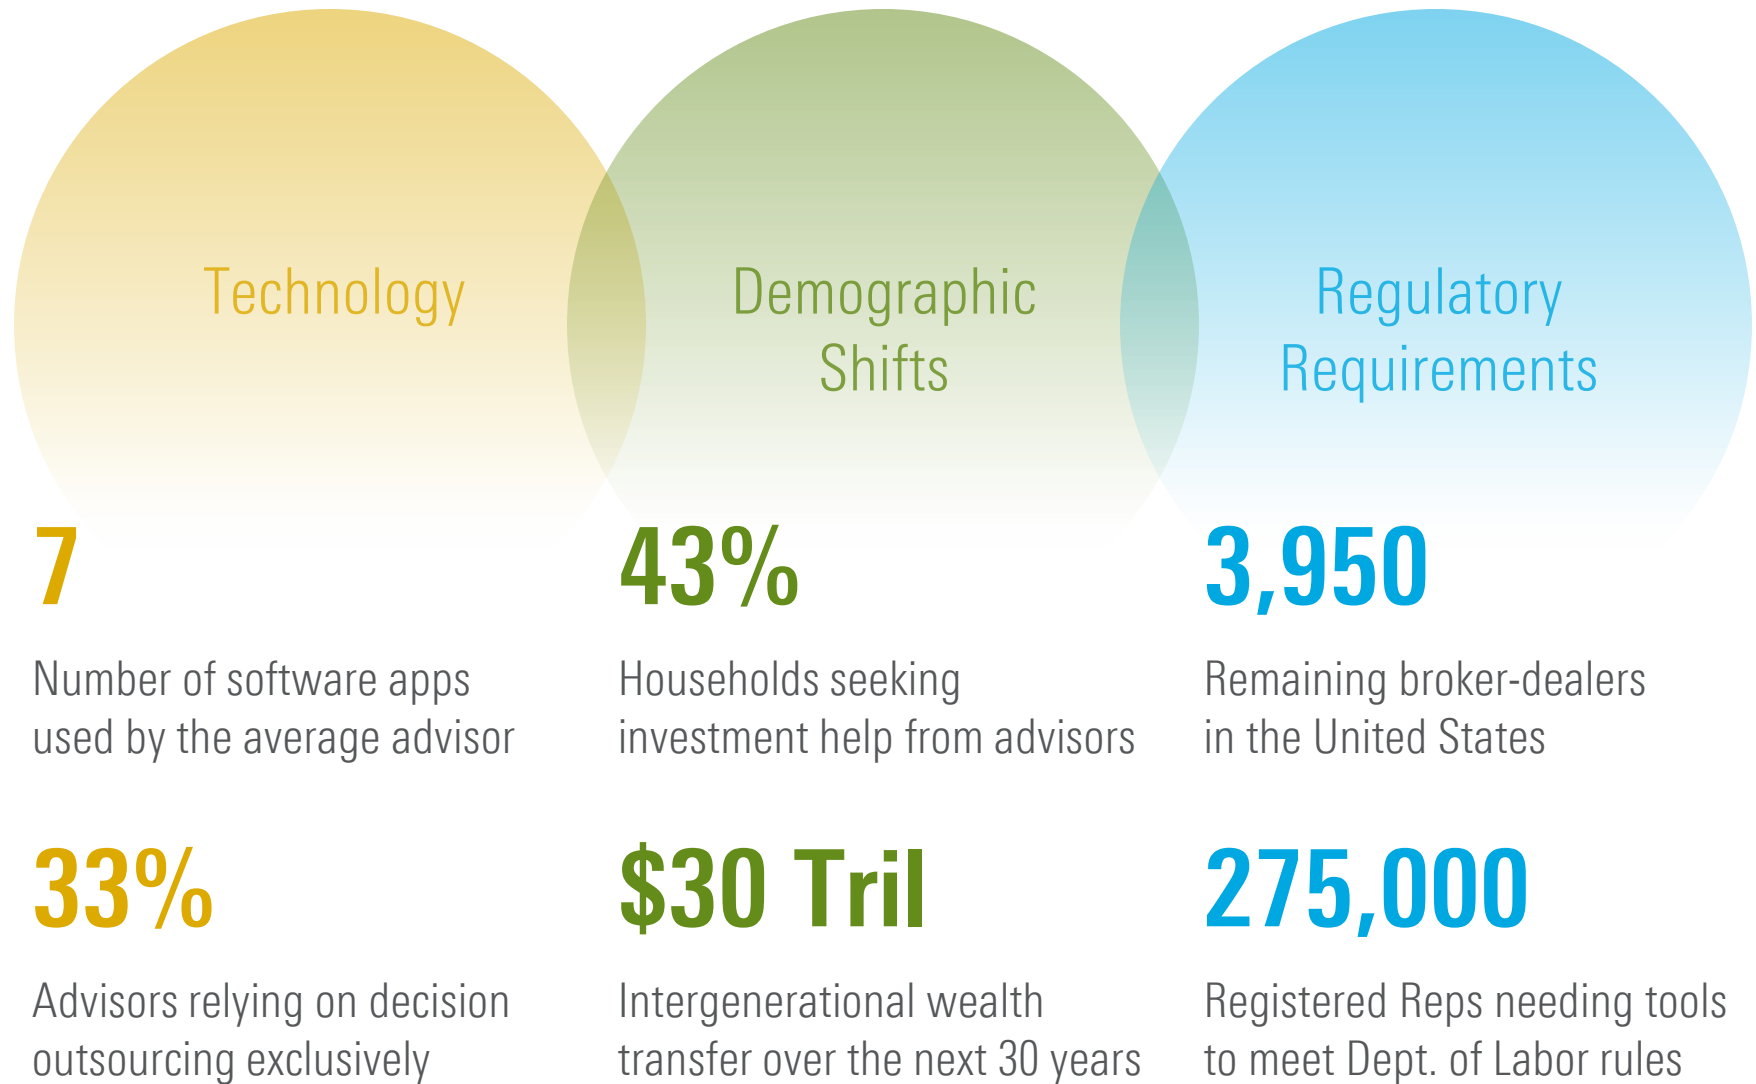 Technology
Demographic
Shifts
Regulatory
Requirements
7
Number of software apps
used by the average advisor
43%
Households seeking
investment help from advisors
3,950
Remaining broker-dealers
in the United States
33%
Advisors relying on decision
outsourcing exclusively
$30 Tril
Intergenerational wealth
transfer over the next 30 years
275,000
Registered Reps needing tools
to meet Dept. of Labor rules